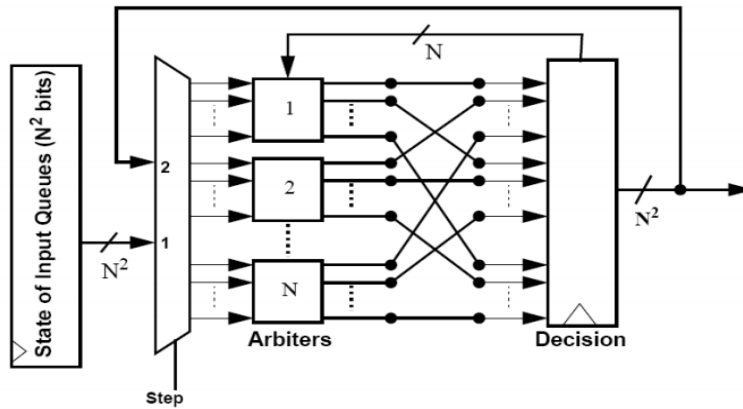 N
State of Input Queues (N² bits)
1
2
2
1
N²
N²
N
Arbiters
Decision
Step